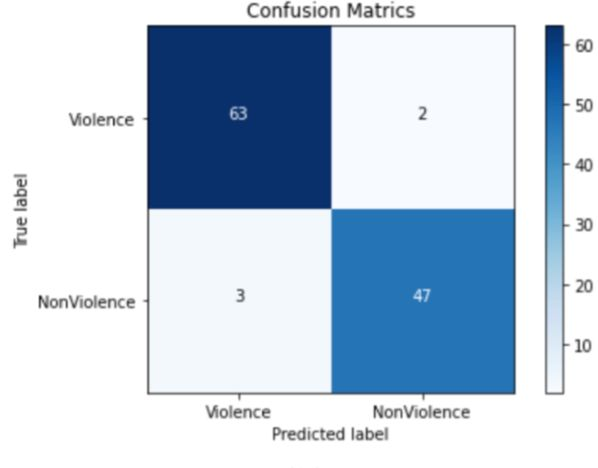 Confusion Matrics
True label
Violence
63
2
NonViolence
3
47
Violence
NonViolence
Predicted label
60
50
40
30
20
10